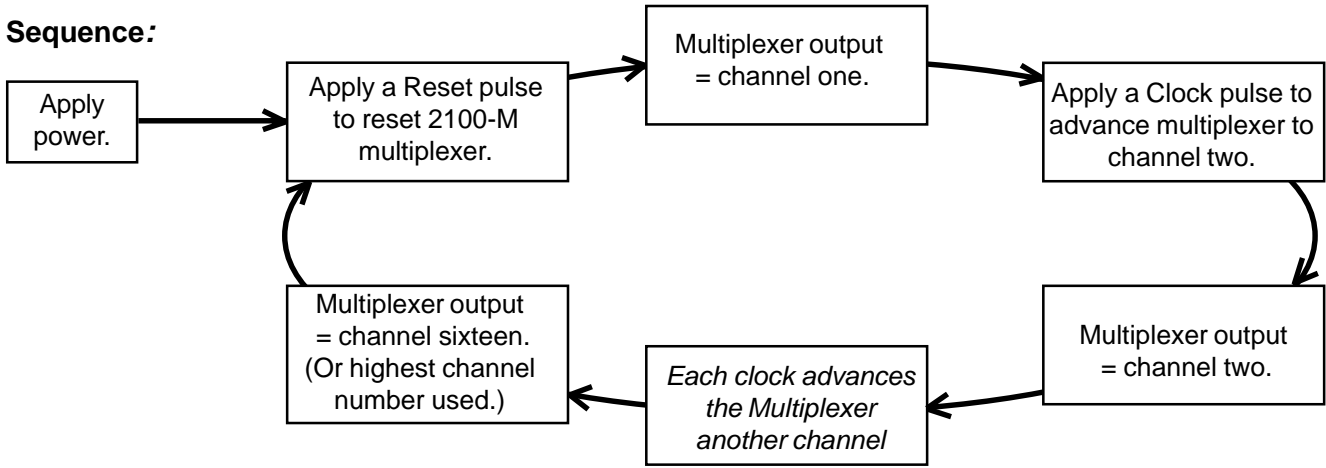 Sequence:
Apply
power.
Apply a Reset pulse
to reset 2100-M
multiplexer.
Multiplexer output
= channel one.
Apply a Clock pulse to
advance multiplexer to
channel two.
Multiplexer output
= channel two.
Each clock advances
the Multiplexer
another channel
Multiplexer output
= channel sixteen.
(Or highest channel
number used.)